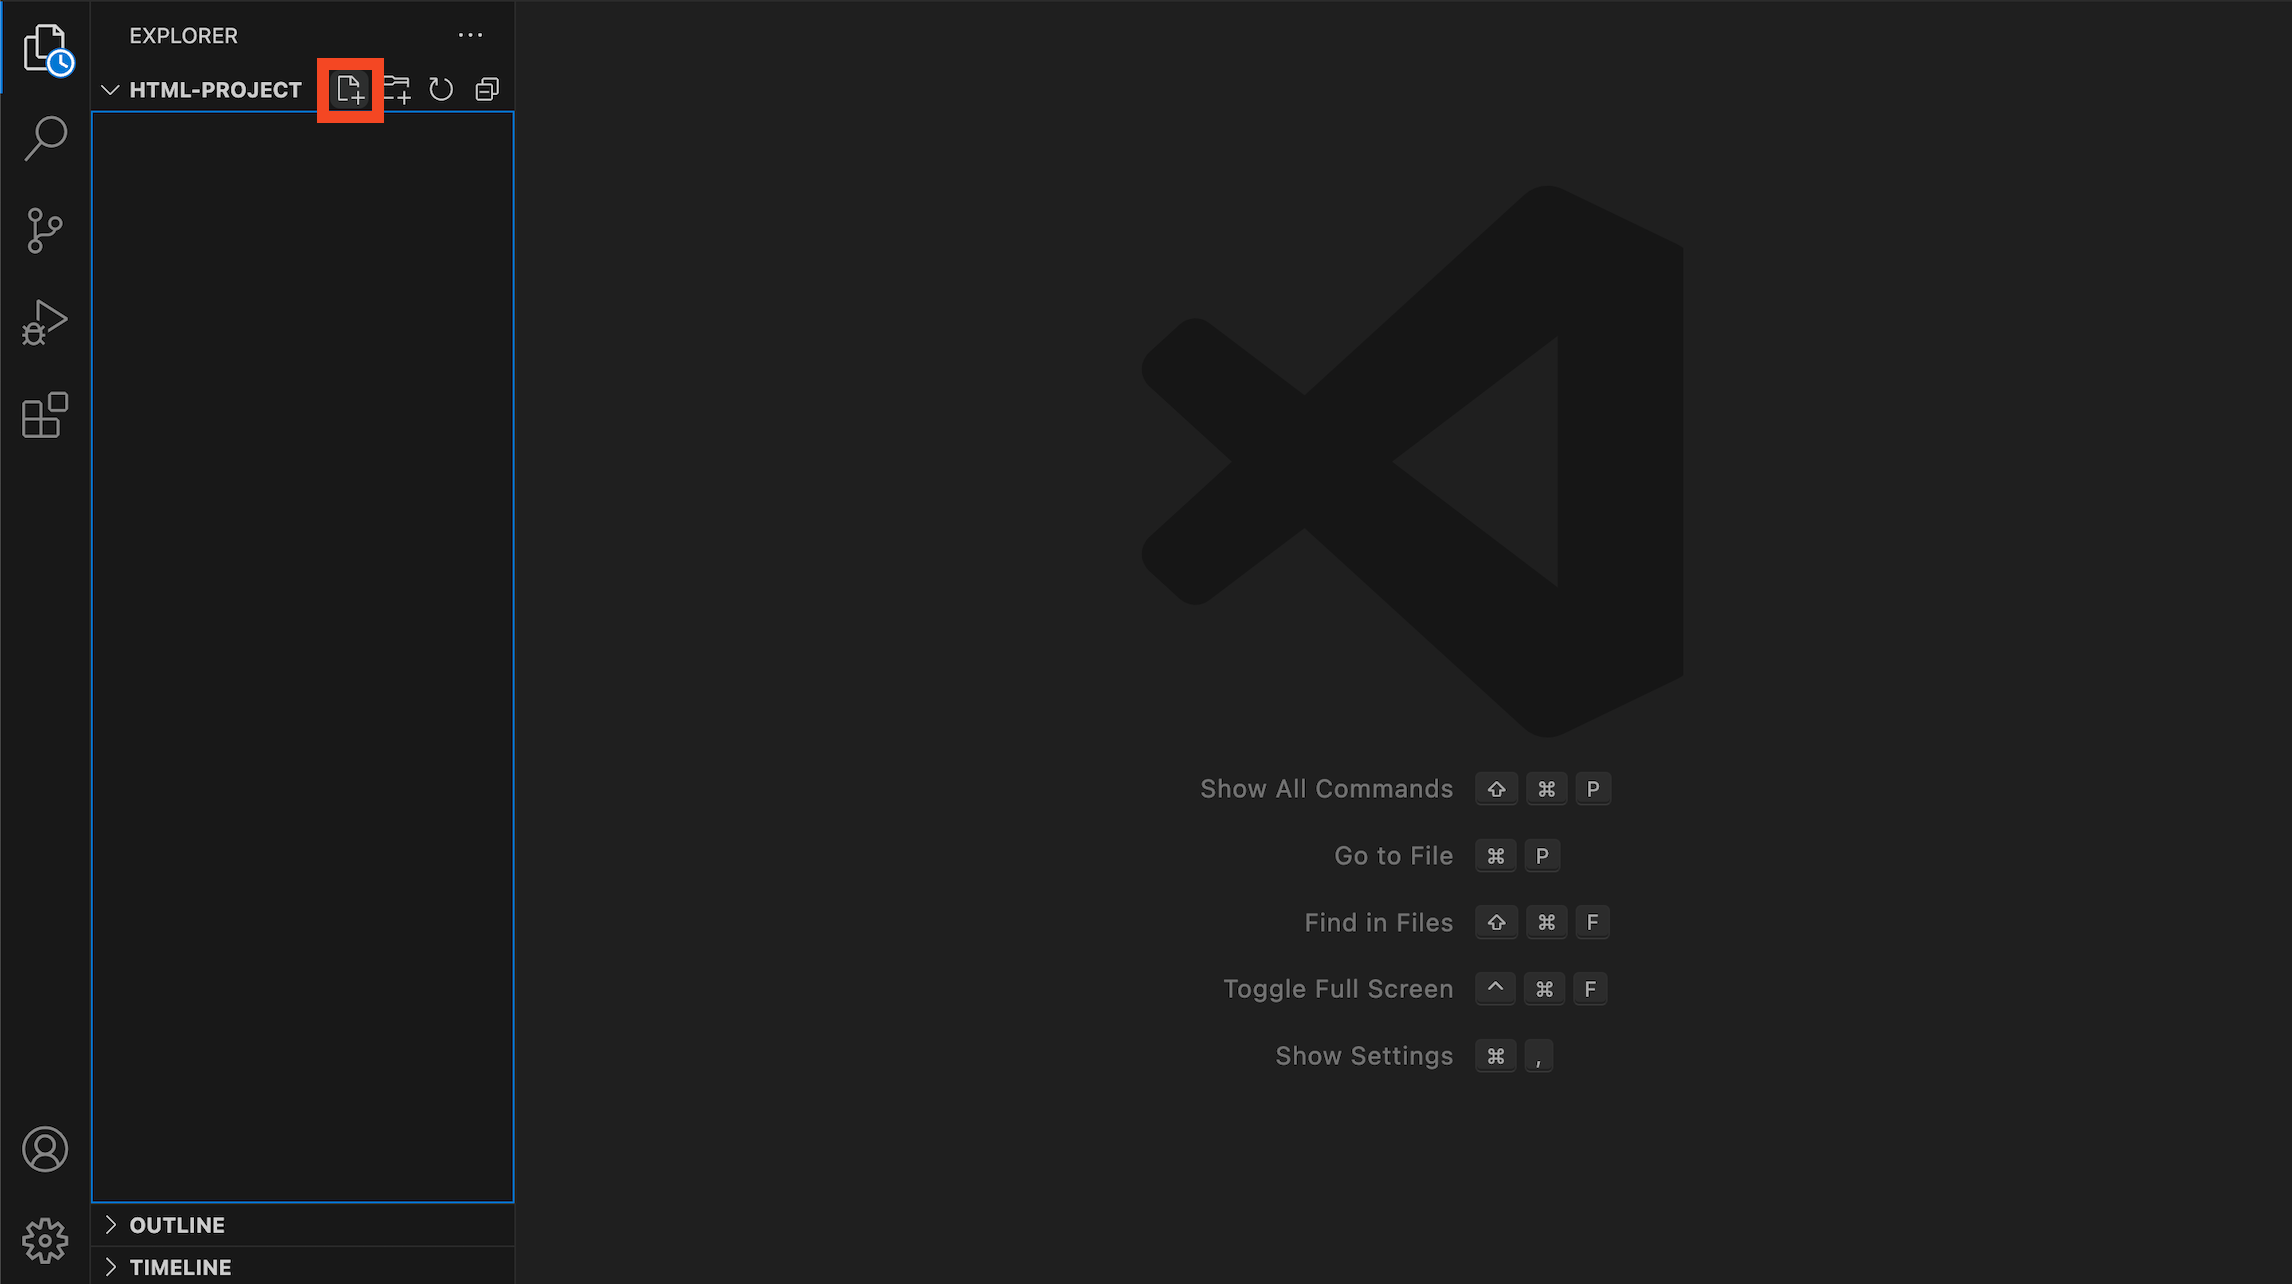 EXPLORER
HTML-PROJECT
Show All Commands ⇧ ⌘ P
Go to File ⌘ P
Find in Files ⇧ ⌘ F
Toggle Full Screen ^ ⌘ F
Show Settings ⌘ ,
OUTLINE
TIMELINE